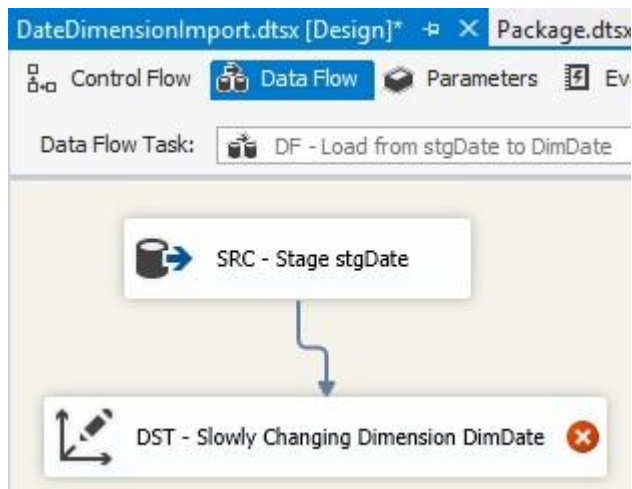 DateDimensionImport.dtsx [Design]* Package.dtsx
Control Flow Data Flow Parameters Ev
Data Flow Task: DF - Load from stgDate to DimDate
SRC - Stage stgDate
DST - Slowly Changing Dimension DimDate